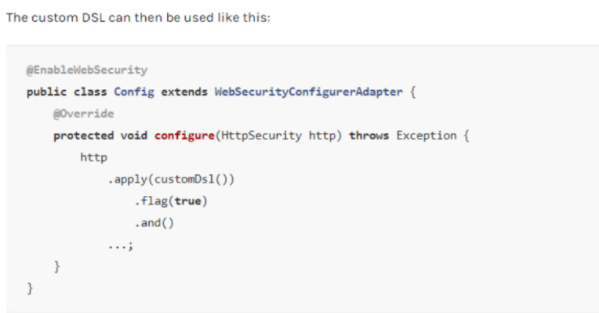 The custom DSL can then be used like this:
@EnableWebSecurity
public class Config extends WebSecurityConfigurerAdapter {
    @Override
    protected void configure(HttpSecurity http) throws Exception {
        http
            .apply(customDsl())
                .flag(true)
                .and()
            ...;
    }
}